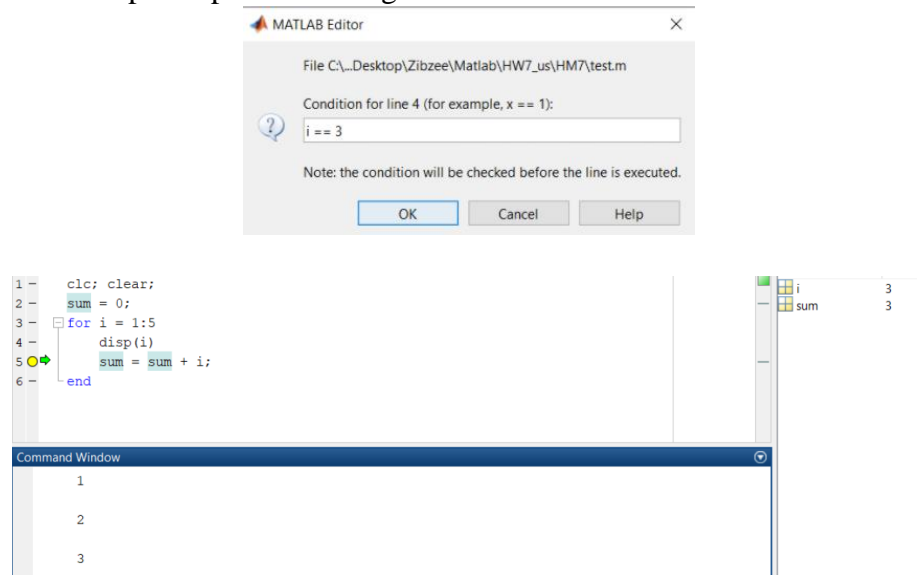 MATLAB Editor
File C:\...Desktop\Zibzee\Matlab\HW7_us\HM7\test.m
Condition for line 4 (for example, x == 1):
i == 3
Note: the condition will be checked before the line is executed.
OK Cancel Help
1 - clc; clear;
2 - sum = 0;
3 - for i = 1:5
4 - disp(i)
5 sum = sum + i;
6 - end
i 3
sum 3
Command Window
1
2
3